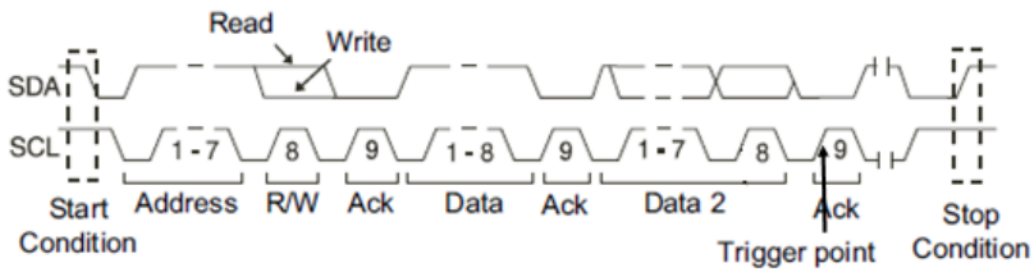 Read
Write
SDA
SCL
1 - 7
8
9
1 - 8
9
1 - 7
8
9
Start
Condition
Address
R/W
Ack
Data
Ack
Data 2
Ack
Trigger point
Stop
Condition